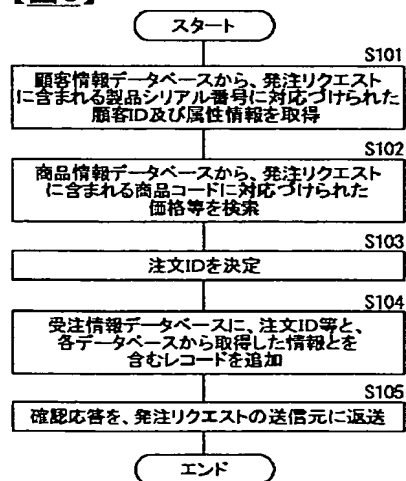 スタート
S101
顧客情報データベースから、発注リクエスト
に含まれる製品シリアル番号に対応づけられた
顧客ID及び属性情報を取得
S102
商品情報データベースから、発注リクエスト
に含まれる商品コードに対応づけられた
価格等を検索
S103
注文IDを決定
S104
受注情報データベースに、注文ID等と、
各データベースから取得した情報とを
含むレコードを追加
S105
確認応答を、発注リクエストの送信元に返送
エンド